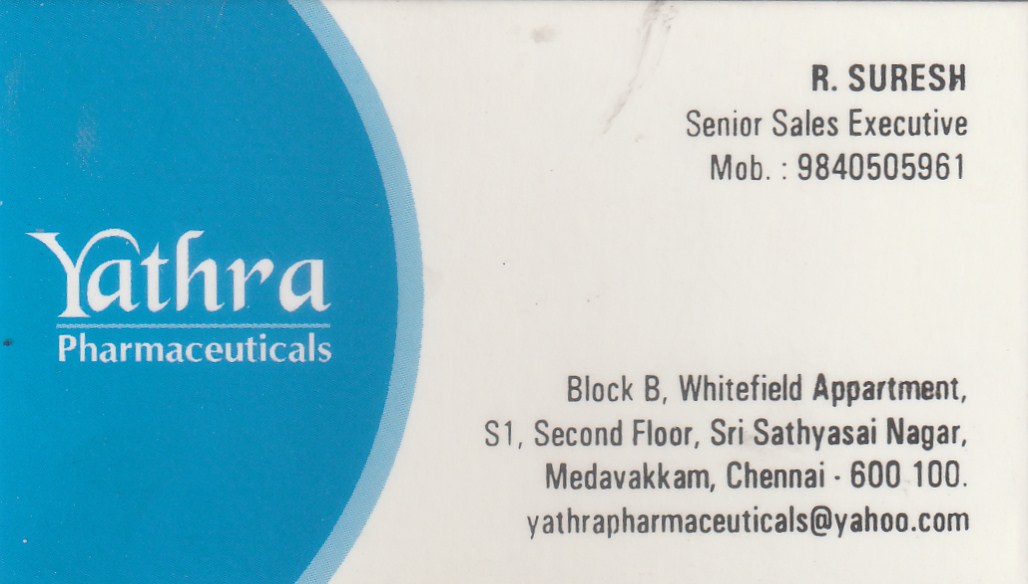 Yathra
Pharmaceuticals
R. SURESH
Senior Sales Executive
Mob. : 9840505961
Block B, Whitefield Appartment,
S1, Second Floor, Sri Sathyasai Nagar,
Medavakkam, Chennai - 600 100.
yathrapharmaceuticals@yahoo.com